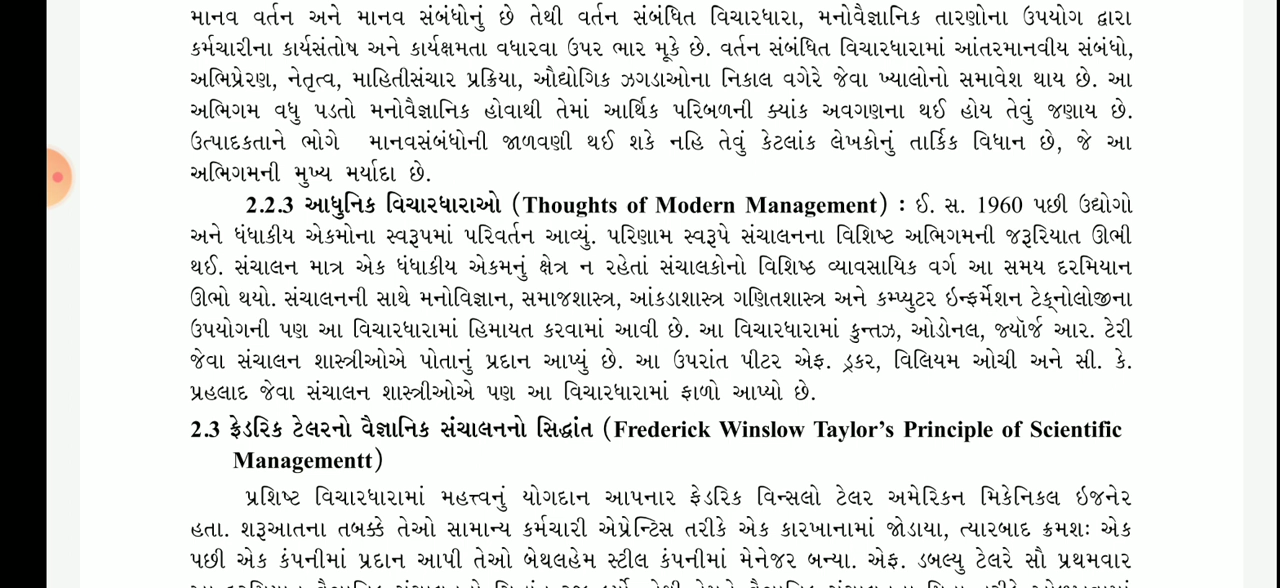 માનવ વર્તન અને માનવ સંબંધોનું છે તેથી વર્તન સંબંધિત વિચારધારા, મનોવૈજ્ઞાનિક તારણોના ઉપયોગ દ્વારા
કર્મચારીના કાર્યસંતોષ અને કાર્યક્ષમતા વધારવા ઉપર ભાર મૂકે છે. વર્તન સંબંધિત વિચારધારામાં આંતરમાનવીય સંબંધો,
અભિપ્રેરણ, નેતૃત્વ, માહિતીસંચાર પ્રક્રિયા, ઔદ્યોગિક ઝગડાઓના નિકાલ વગેરે જેવા ખ્યાલોનો સમાવેશ થાય છે. આ
અભિગમ વધુ પડતો મનોવૈજ્ઞાનિક હોવાથી તેમાં આર્થિક પરિબળની ક્યાંક અવગણના થઈ હોય તેવું જણાય છે.
ઉત્પાદકતાને ભોગે માનવસંબંધોની જાળવણી થઈ શકે નહિ તેવું કેટલાંક લેખકોનું તાર્કિક વિધાન છે, જે આ
અભિગમની મુખ્ય મર્યાદા છે.
2.2.3 આધુનિક વિચારધારાઓ (Thoughts of Modern Management) : ઈ. સ. 1960 પછી ઉદ્યોગો
અને ધંધાકીય એકમોના સ્વરૂપમાં પરિવર્તન આવ્યું. પરિણામ સ્વરૂપે સંચાલનના વિશિષ્ટ અભિગમની જરૂરિયાત ઊભી
થઈ. સંચાલન માત્ર એક ધંધાકીય એકમનું ક્ષેત્ર ન રહેતાં સંચાલકોનો વિશિષ્ઠ વ્યાવસાયિક વર્ગ આ સમય દરમિયાન
ઊભો થયો. સંચાલનની સાથે મનોવિજ્ઞાન, સમાજશાસ્ત્ર, આંકડાશાસ્ત્ર ગણિતશાસ્ત્ર અને કમ્પ્યુટર ઇન્ફર્મેશન ટેક્નોલોજીના
ઉપયોગની પણ આ વિચારધારામાં હિમાયત કરવામાં આવી છે. આ વિચારધારામાં કુન્તઝ, ઓડોનલ, જ્યૉર્જ આર. ટેરી
જેવા સંચાલન શાસ્ત્રીઓએ પોતાનું પ્રદાન આપ્યું છે. આ ઉપરાંત પીટર એફ. ડ્રકર, વિલિયમ ઓચી અને સી. કે.
પ્રહલાદ જેવા સંચાલન શાસ્ત્રીઓએ પણ આ વિચારધારામાં ફાળો આપ્યો છે.
2.3 ફ્રેડરિક ટેલરનો વૈજ્ઞાનિક સંચાલનનો સિદ્ધાંત (Frederick Winslow Taylor’s Principle of Scientific
Managementt)
પ્રશિષ્ટ વિચારધારામાં મહત્ત્વનું યોગદાન આપનાર ફ્રેડરિક વિન્સલો ટેલર અમેરિકન મિકેનિકલ ઇજનેર
હતા. શરૂઆતના તબક્કે તેઓ સામાન્ય કર્મચારી એપ્રેન્ટિસ તરીકે એક કારખાનામાં જોડાયા, ત્યારબાદ ક્રમશઃ એક
પછી એક કંપનીમાં પ્રદાન આપી તેઓ બેથલહેમ સ્ટીલ કંપનીમાં મેનેજર બન્યા. એફ. ડબલ્યુ ટેલરે સૌ પ્રથમવાર